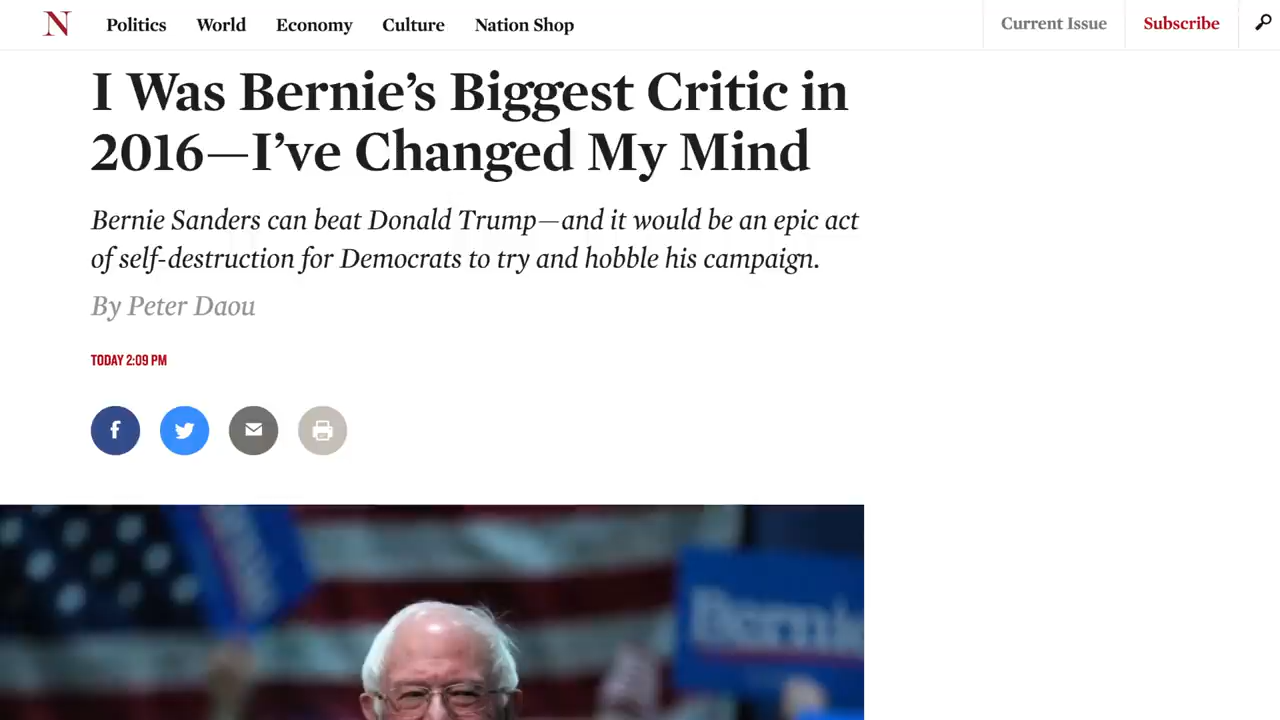 N Politics World Economy Culture Nation Shop Current Issue Subscribe
I Was Bernie’s Biggest Critic in
2016—I’ve Changed My Mind
Bernie Sanders can beat Donald Trump—and it would be an epic act
of self-destruction for Democrats to try and hobble his campaign.
By Peter Daou
TODAY 2:09 PM
f
Bernie